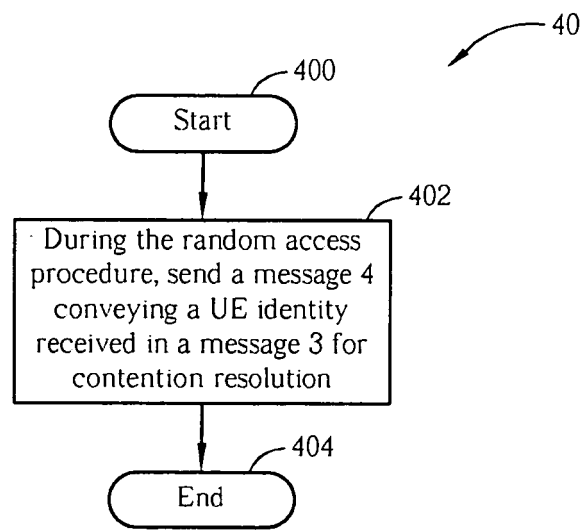 40
400
Start
402
During the random access
procedure, send a message 4
conveying a UE identity
received in a message 3 for
contention resolution
404
End